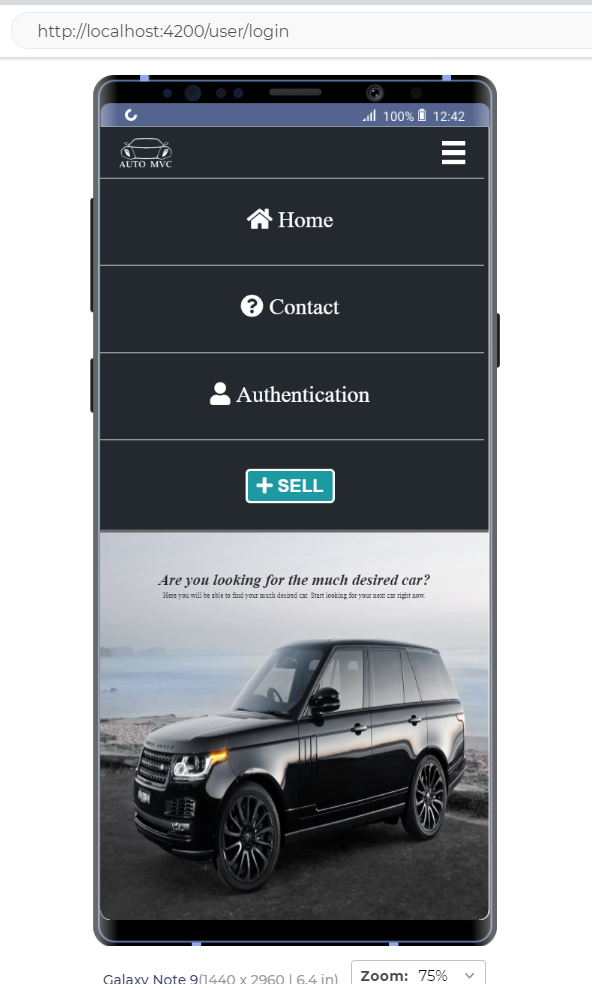 http://localhost:4200/user/login
100% 12:42
AUTO MVC
Home
Contact
Authentication
SELL
Are you looking for the much desired car?
Here you will be able to find your much desired car. Start looking for your next car right now.
Galaxy Note 9(1440 x 2960 | 6.4 in)
Zoom: 75%